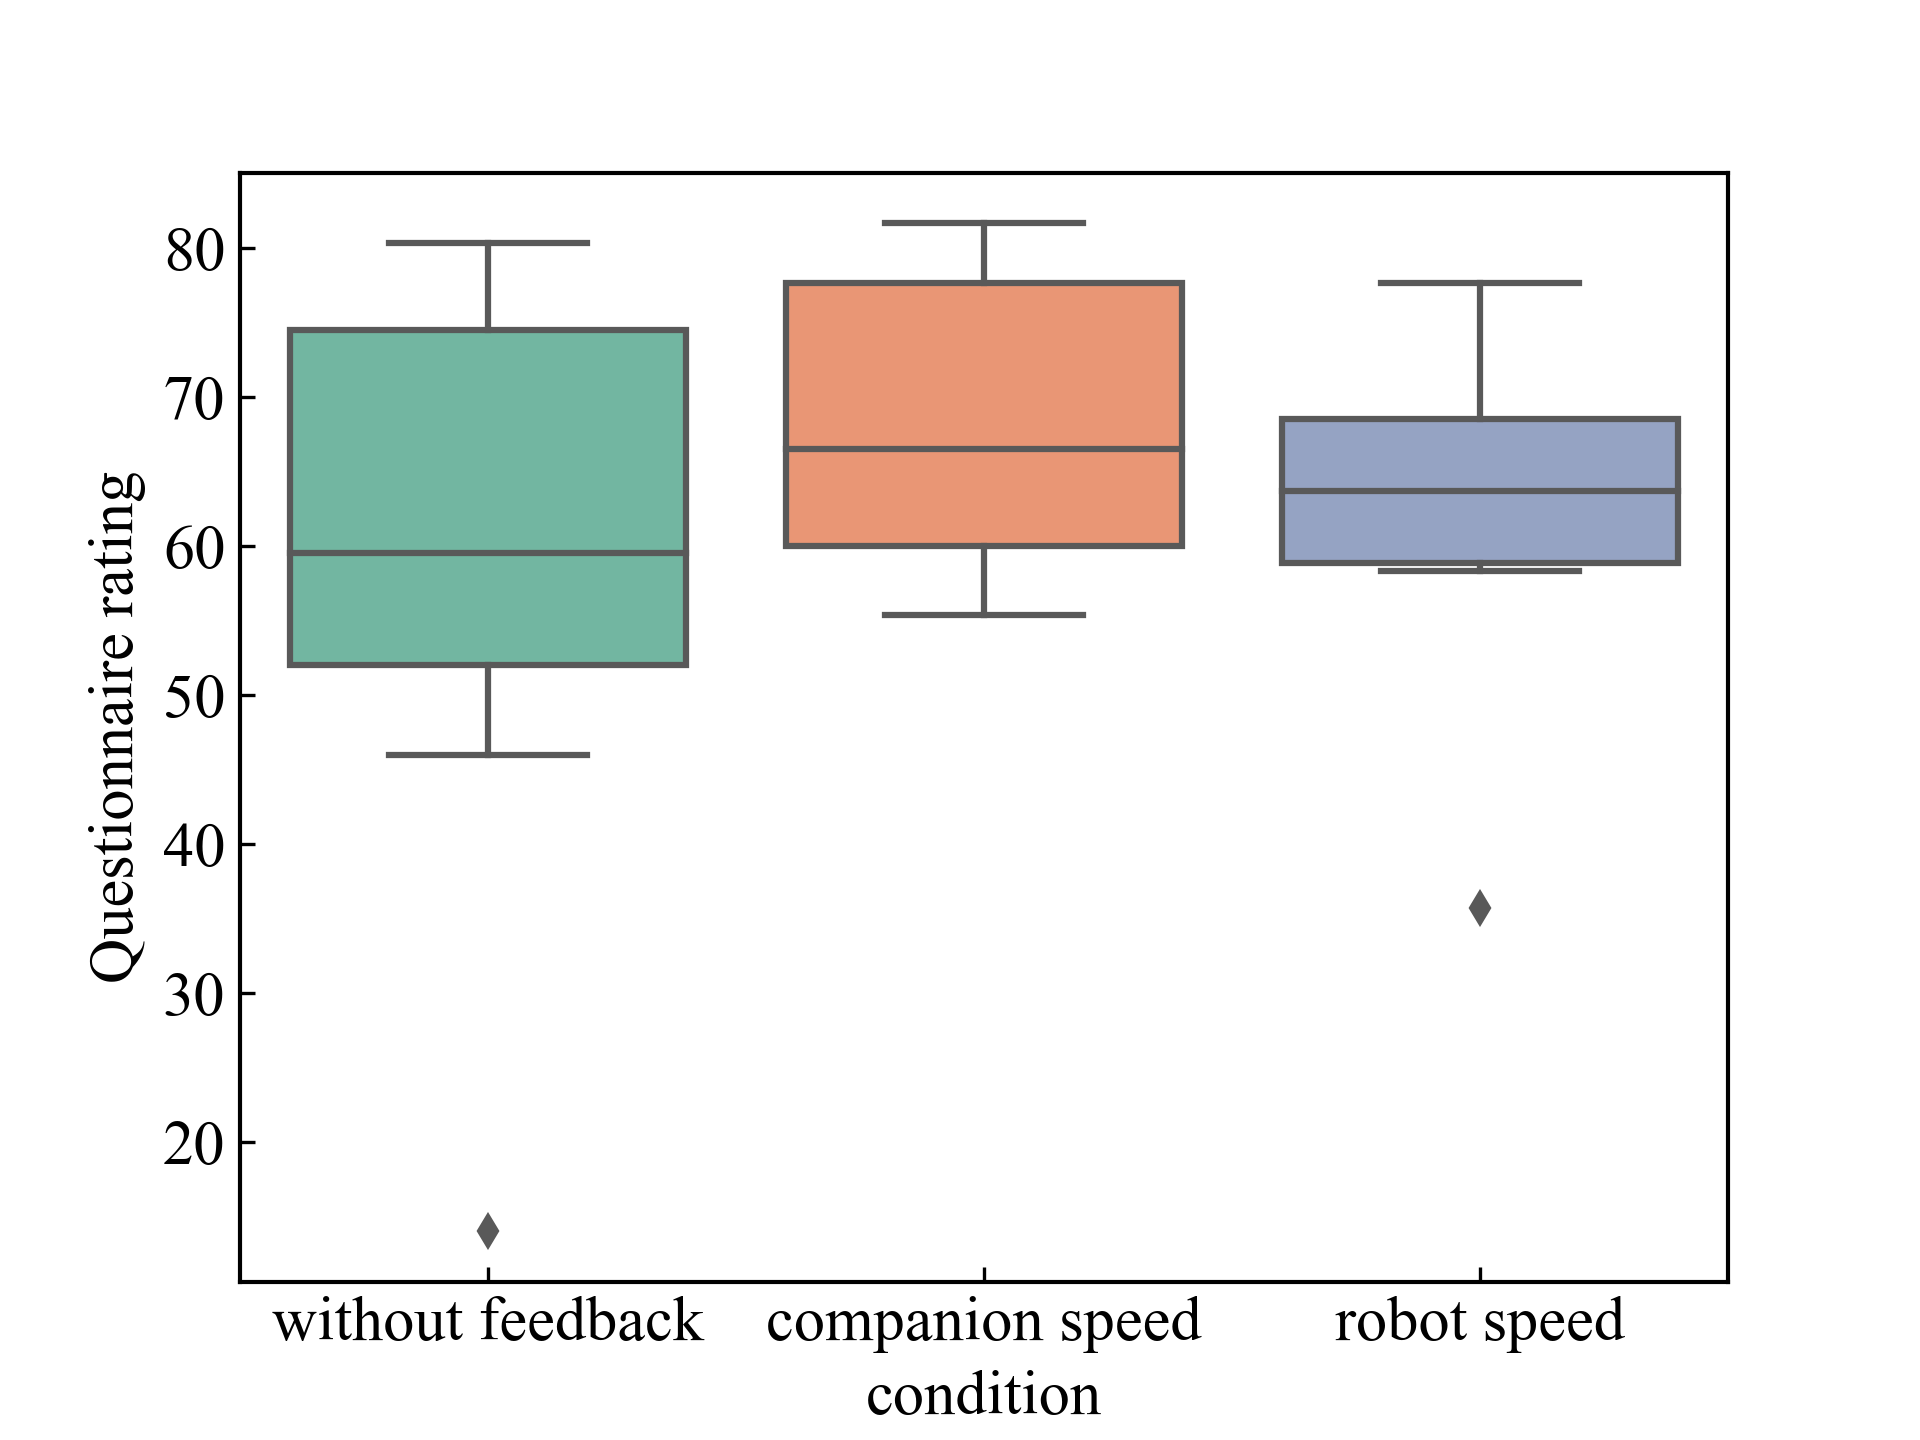 80
70
60
50
40
30
20
Questionnaire rating
without feedback companion speed robot speed
condition